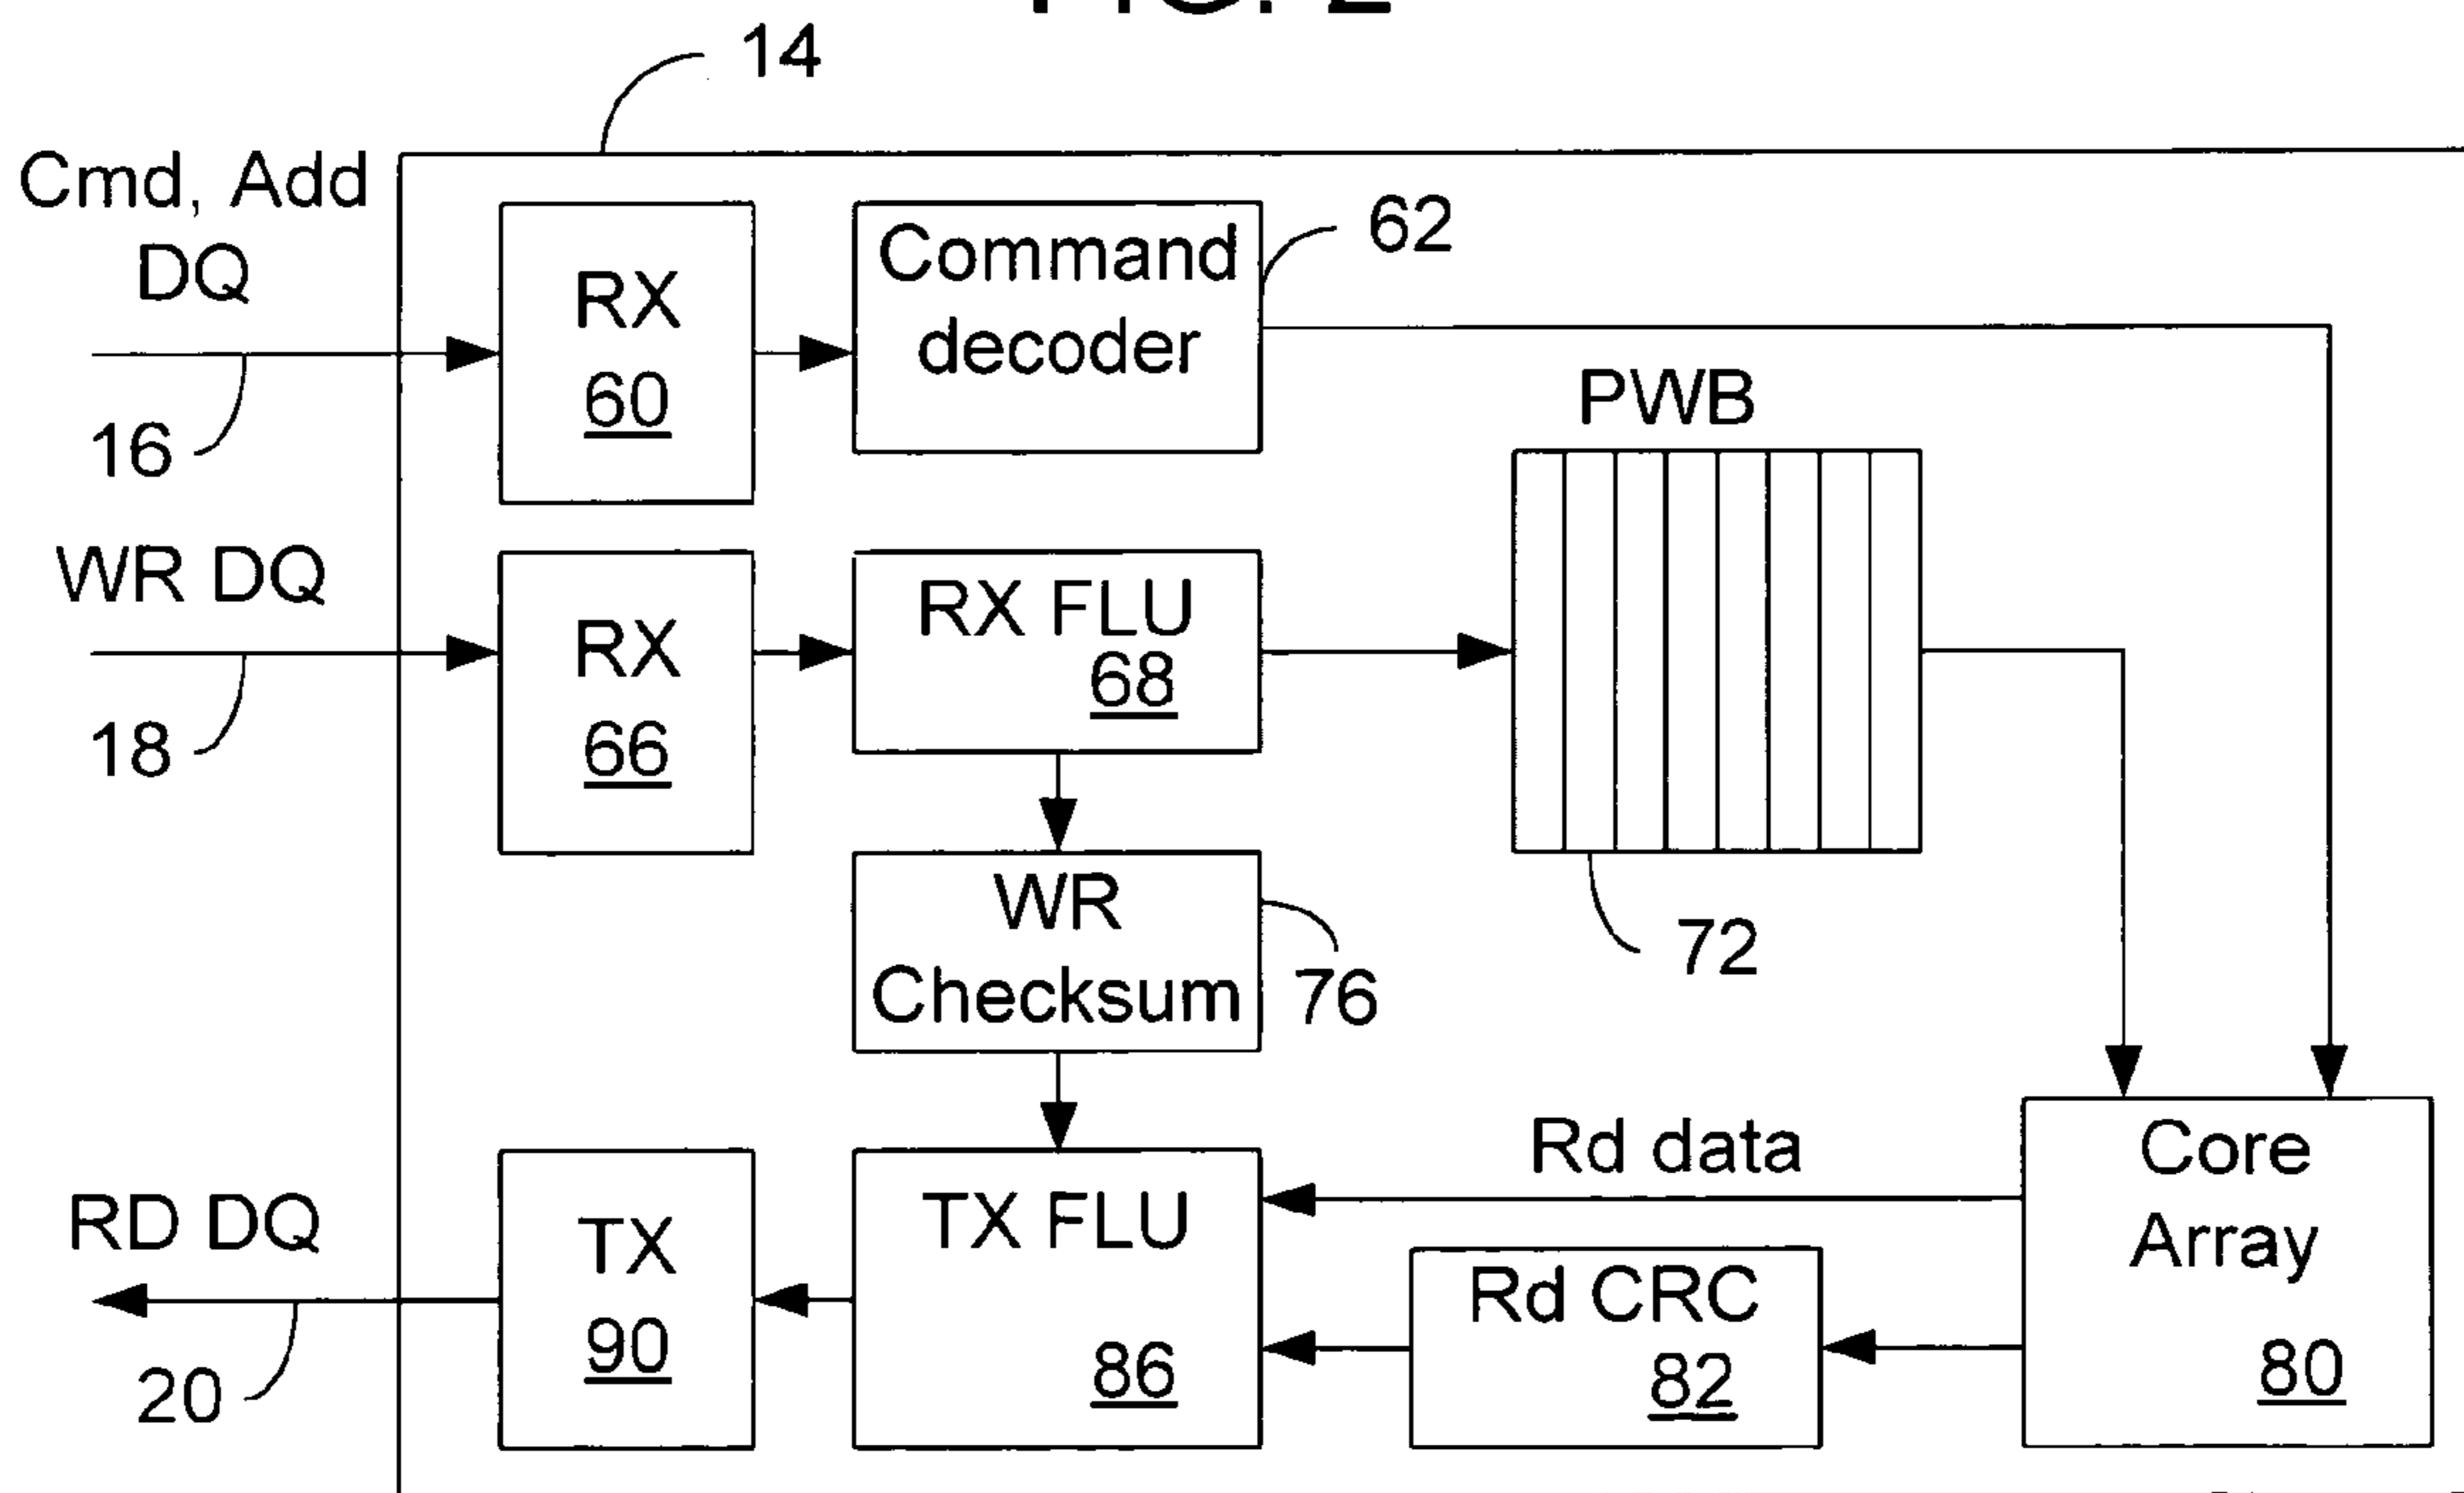 FIG. 2
14
Cmd, Add
DQ
16
RX
60
Command
decoder
62
WR DQ
18
RX
66
RX FLU
68
PWB
72
WR
Checksum
76
RD DQ
20
TX
90
TX FLU
86
Rd data
Rd CRC
82
Core
Array
80